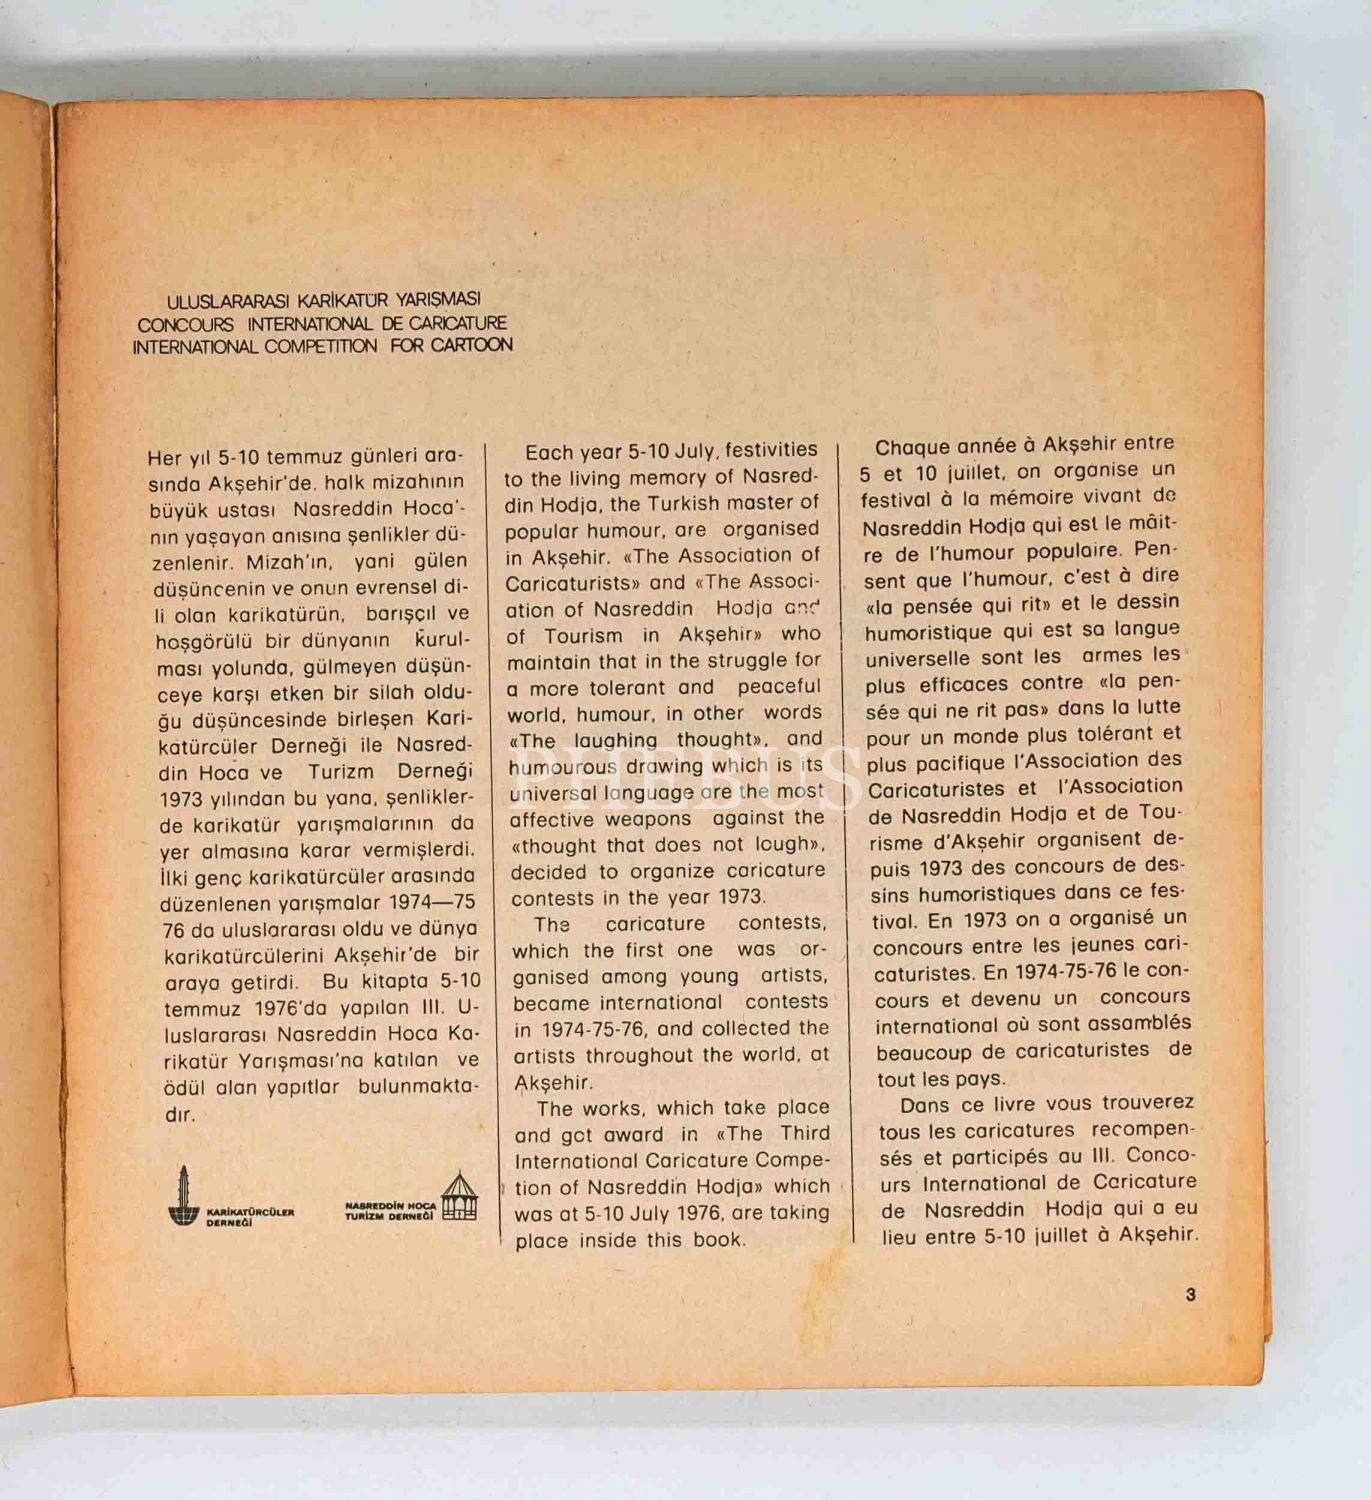 ULUSLARARASI KARİKATÜR YARIŞMASI
CONCOURS INTERNATIONAL DE CARICATURE
INTERNATIONAL COMPETITION FOR CARTOON
Her yıl 5-10 temmuz günleri ara-
sında Akşehir'de. halk mizahının
büyük ustası Nasreddin Hoca'-
nın yaşayan anısına şenlikler dü-
zenlenir. Mizah'ın, yani gülen
düşüncenin ve onun evrensel di-
li olan karikatürün, barışçıl ve
hoşgörülü bir dünyanın kurul-
ması yolunda, gülmeyen düşün-
ceye karşı etken bir silah oldu-
ğu düşüncesinde birleşen Kari-
katürcüler Derneği ile Nasred-
din Hoca ve Turizm Derneği
1973 yılından bu yana, şenlikler-
de karikatür yarışmalarının da
yer almasına karar vermişlerdi.
İlki genç karikatürcüler arasında
düzenlenen yarışmalar 1974—75
76 da uluslararası oldu ve dünya
karikatürcülerini Akşehir'de bir
araya getirdi. Bu kitapta 5-10
temmuz 1976'da yapılan III. U-
luslararası Nasreddin Hoca Ka-
rikatür Yarışması'na katılan ve
ödül alan yapıtlar bulunmakta-
dır.
KARİKATÜRCÜLER
DERNEĞİ
NASREDDİN HOCA
TURİZM DERNEĞİ
Each year 5-10 July, festivities
to the living memory of Nasred-
din Hodja, the Turkish master of
popular humour, are organised
in Akşehir. «The Association of
Caricaturists» and «The Associ-
ation of Nasreddin Hodja and
of Tourism in Akşehir» who
maintain that in the struggle for
a more tolerant and peaceful
world, humour, in other words
«The laughing thought», and
humourous drawing which is its
universal language are the most
affective weapons against the
«thought that does not lough»,
decided to organize caricature
contests in the year 1973.
The caricature contests,
which the first one was or-
ganised among young artists,
became international contests
in 1974-75-76, and collected the
artists throughout the world, at
Akşehir.
The works, which take place
and got award in «The Third
International Caricature Compe-
tion of Nasreddin Hodja» which
was at 5-10 July 1976, are taking
place inside this book.
Chaque année à Akşehir entre
5 et 10 juillet, on organise un
festival à la mémoire vivant de
Nasreddin Hodja qui est le mâit-
re de l'humour populaire. Pen-
sent que l'humour, c'est à dire
«la pensée qui rit» et le dessin
humoristique qui est sa langue
universelle sont les armes les
plus efficaces contre «la pen-
sée qui ne rit pas» dans la lutte
pour un monde plus tolérant et
plus pacifique l'Association des
Caricaturistes et l'Association
de Nasreddin Hodja et de Tou-
risme d'Akşehir organisent de-
puis 1973 des concours de des-
sins humoristiques dans ce fes-
tival. En 1973 on a organisé un
concours entre les jeunes cari-
caturistes. En 1974-75-76 le con-
cours et devenu un concours
international où sont assamblés
beaucoup de caricaturistes de
tout les pays.
Dans ce livre vous trouverez
tous les caricatures recompen-
sés et participés au III. Conco-
urs International de Caricature
de Nasreddin Hodja qui a eu
lieu entre 5-10 juillet à Akşehir.
3
PHEBUS